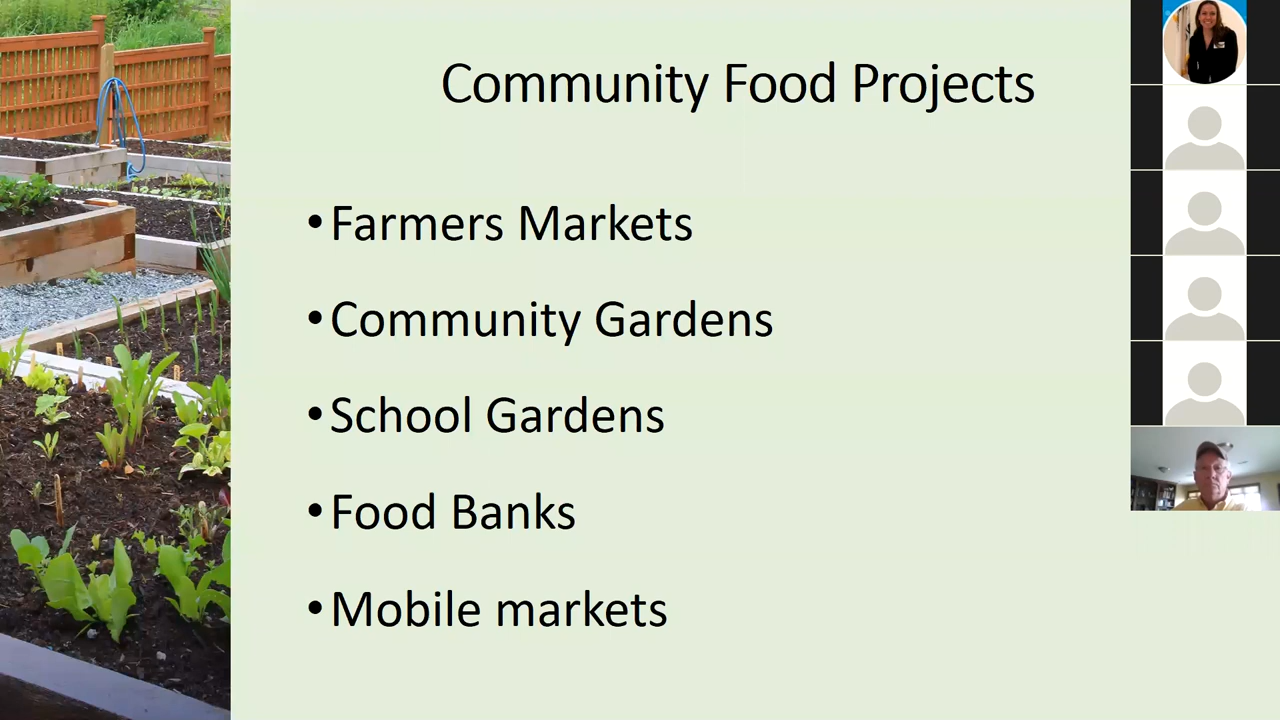 Community Food Projects
•Farmers Markets
•Community Gardens
•School Gardens
•Food Banks
•Mobile markets